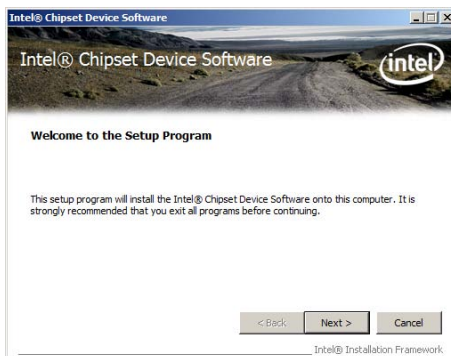 Intel® Chipset Device Software
Intel® Chipset Device Software
intel
Welcome to the Setup Program
This setup program will install the Intel® Chipset Device Software onto this computer. It is
strongly recommended that you exit all programs before continuing.
< Back Next > Cancel
Intel® Installation Framework